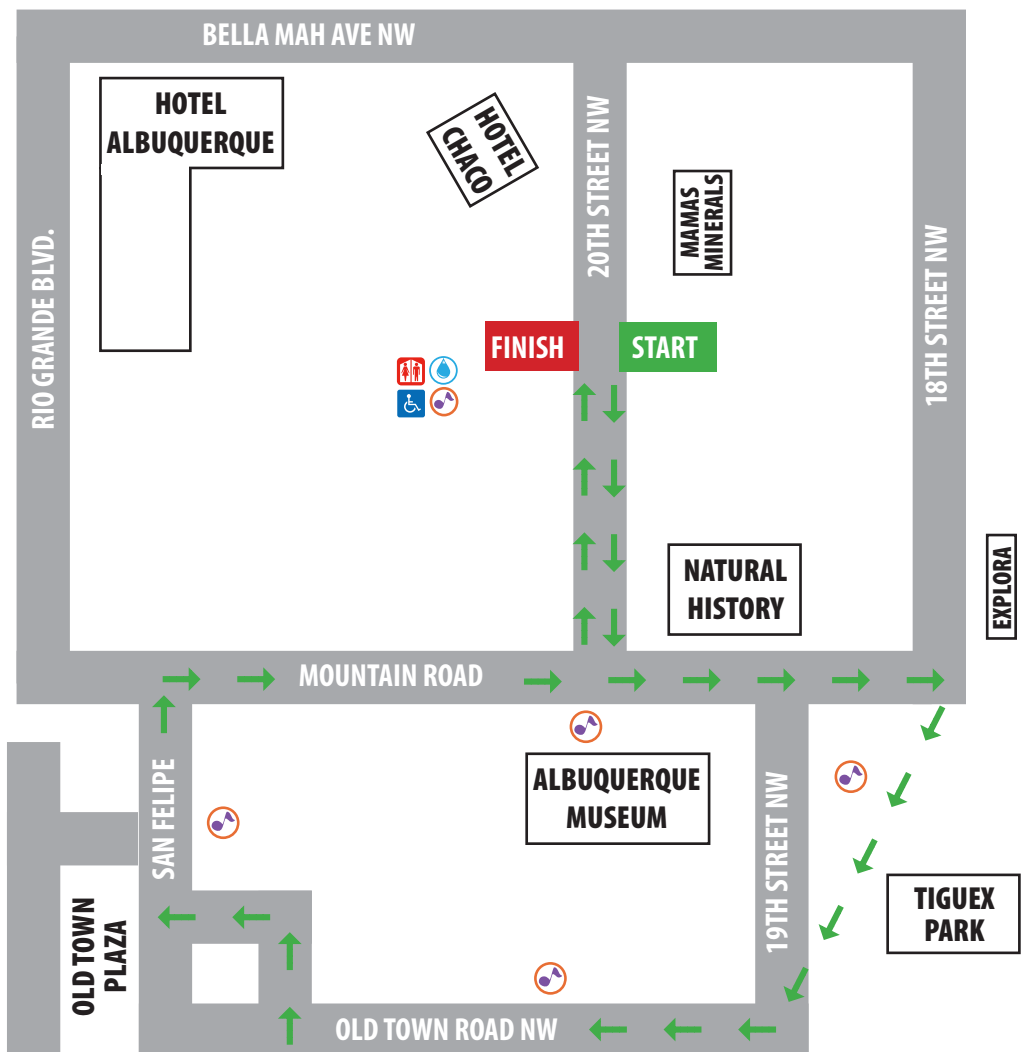 BELLA MAH AVE NW
HOTEL
ALBUQUERQUE
HOTEL
CHACO
20TH STREET NW
MAMAS
MINERALS
RIO GRANDE BLVD.
18TH STREET NW
FINISH
START
NATURAL
HISTORY
EXPLORA
MOUNTAIN ROAD
SAN FELIPE
ALBUQUERQUE
MUSEUM
19TH STREET NW
TIGUEX
PARK
OLD TOWN
PLAZA
OLD TOWN ROAD NW